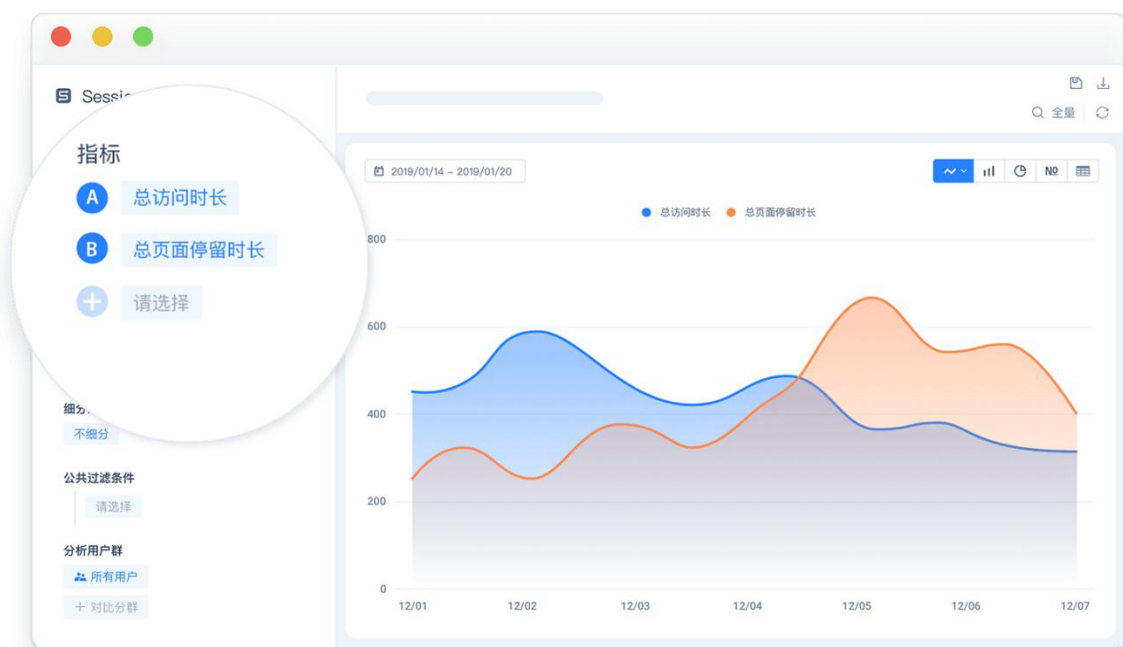 Sessi
指标
A 总访问时长
B 总页面停留时长
请选择
细分
不细分
公共过滤条件
请选择
分析用户群
所有用户
+ 对比分群
全量
2019/01/14 – 2019/01/20
Nº
总访问时长 总页面停留时长
800
600
400
200
0
12/01 12/02 12/03 12/04 12/05 12/06 12/07